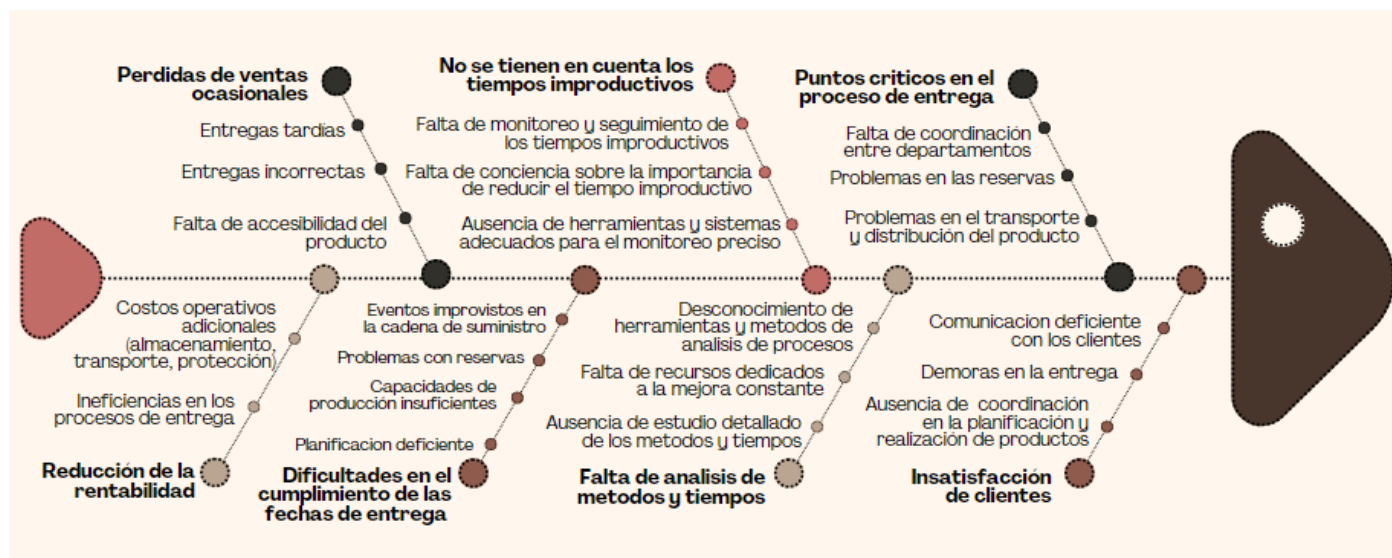 Perdidas de ventas
ocasionales
Entregas tardías
Entregas incorrectas
Falta de accesibilidad del
producto
No se tienen en cuenta los
tiempos improductivos
Falta de monitoreo y seguimiento de
los tiempos improductivos
Falta de conciencia sobre la importancia
de reducir el tiempo improductivo
Ausencia de herramientas y sistemas
adecuados para el monitoreo preciso
Puntos criticos en el
proceso de entrega
Falta de coordinación
entre departamentos
Problemas en las reservas
Problemas en el transporte
y distribución del producto
Costos operativos
adicionales
(almacenamiento,
transporte, protección)
Ineficiencias en los
procesos de entrega
Reducción de la
rentabilidad
Eventos improvistos en
la cadena de suministro
Problemas con reservas
Capacidades de
producción insuficientes
Planificacion deficiente
Dificultades en el
cumplimiento de las
fechas de entrega
Desconocimiento de
herramientas y metodos de
analisis de procesos
Falta de recursos dedicados
a la mejora constante
Ausencia de estudio detallado
de los metodos y tiempos
Falta de analisis de
metodos y tiempos
Comunicacion deficiente
con los clientes
Demoras en la entrega
Ausencia de coordinación
en la planificación y
realización de productos
Insatisfacción
de clientes